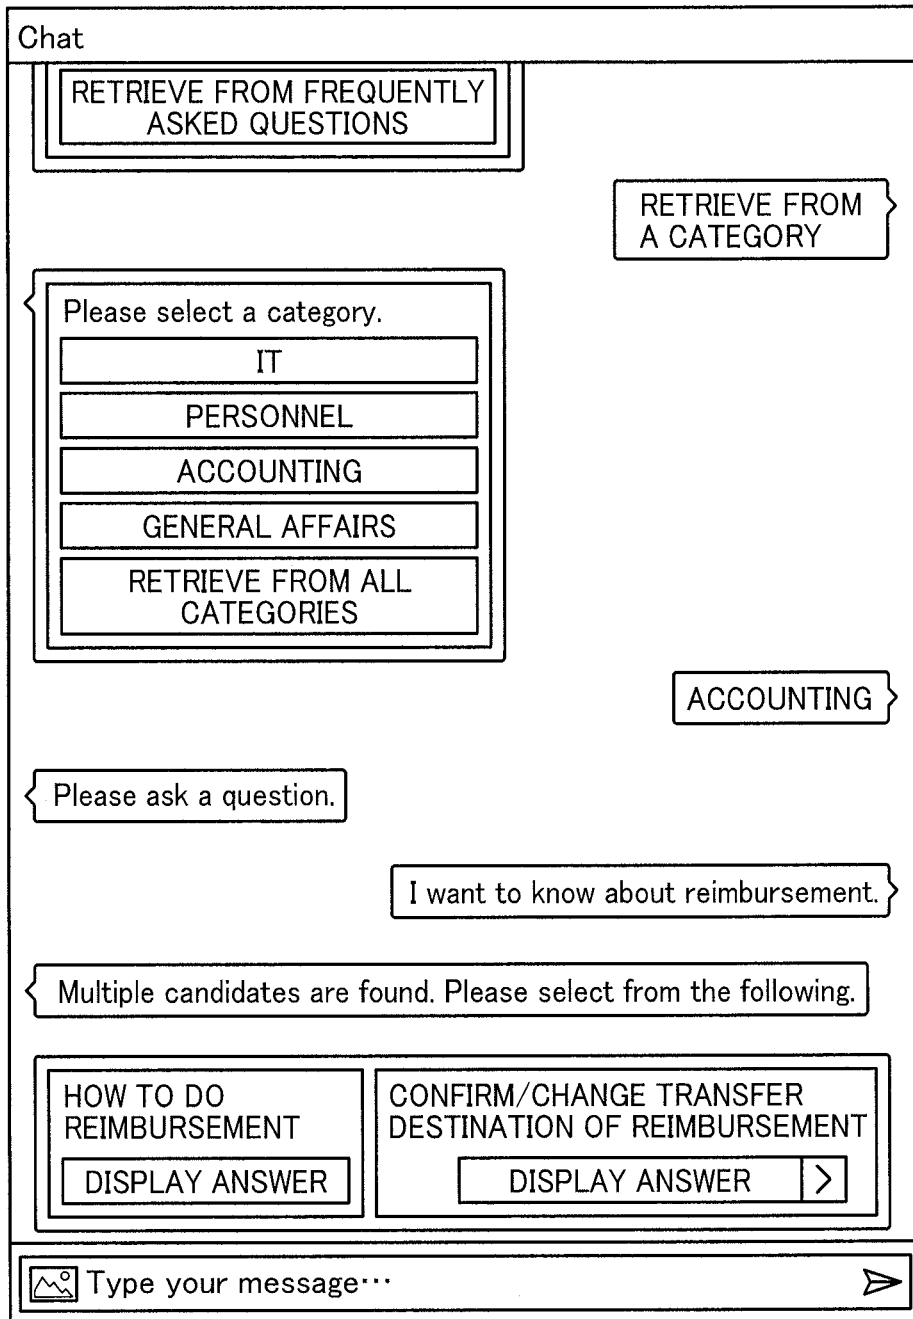 Chat
RETRIEVE FROM FREQUENTLY
ASKED QUESTIONS
RETRIEVE FROM
A CATEGORY
Please select a category.
IT
PERSONNEL
ACCOUNTING
GENERAL AFFAIRS
RETRIEVE FROM ALL
CATEGORIES
ACCOUNTING
Please ask a question.
I want to know about reimbursement.
Multiple candidates are found. Please select from the following.
HOW TO DO
REIMBURSEMENT
DISPLAY ANSWER
CONFIRM/CHANGE TRANSFER
DESTINATION OF REIMBURSEMENT
DISPLAY ANSWER >
Type your message···